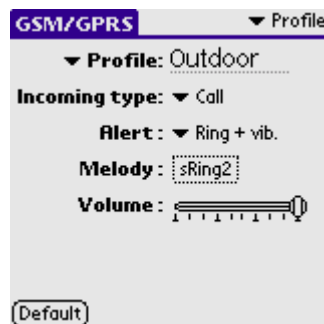 GSM/GPRS ▼ Profile
▼ Profile: Outdoor
Incoming type: ▼ Call
Alert: ▼ Ring + vib.
Melody: sRing2
Volume:
Default